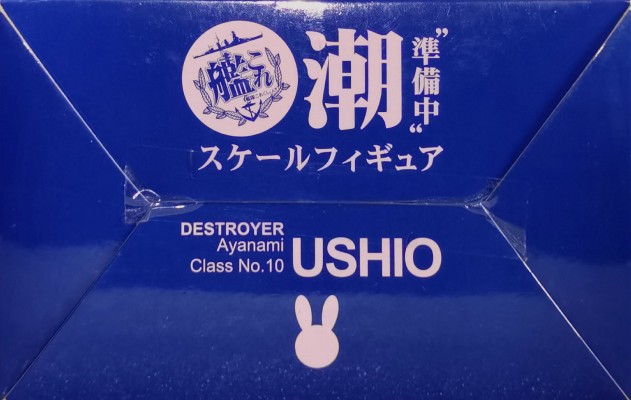 艦これ
潮
"準備中"
スケールフィギュア
DESTROYER
Ayanami
Class No.10
USHIO